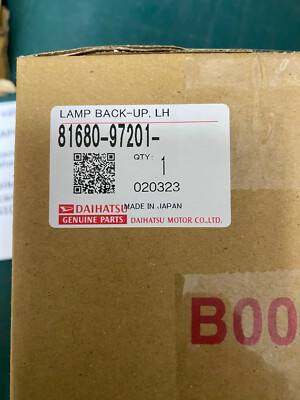 LAMP BACK-UP, LH
81680-97201-
QTY:
1
020323
DAIHATSU MADE IN JAPAN
GENUINE PARTS DAIHATSU MOTOR CO.,LTD.
B00